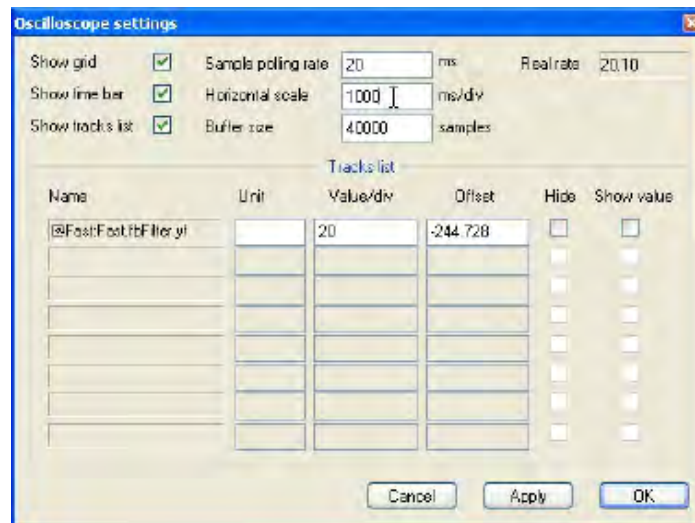 Oscilloscope settings
Show grid Sample polling rate 20 ms Real rate 20.10
Show time bar Horizontal scale 1000 ms/div
Show tracks list Buffer size 40000 samples
Tracks list
Name Unit Value/div Offset Hide Show value
@Fast:Fast.fbFilter.yf 20 -244.728
Cancel Apply OK